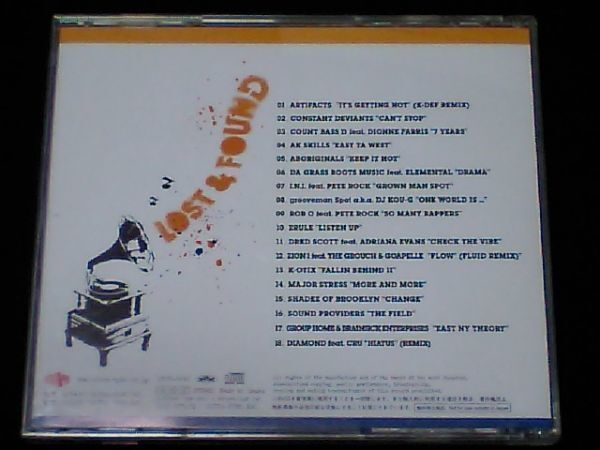 LOST & FOUND
01 ARTIFACTS "IT'S GETTING HOT" (K-DEF REMIX)
02 CONSTANT DEVIANTS "CAN'T STOP"
03 COUNT BASS D feat. DIONNE FARRIS "7 YEARS"
04 AK SKILLS "EAST TA WEST"
05 ABORIGINALS "KEEP IT HOT"
06 DA GRASS ROOTS MUSIC feat. ELEMENTAL "DRAMA"
07 I.N.I. feat. PETE ROCK "GROWN MAN SPOT"
08 grooveman Spot a.k.a. DJ KOU-G "ONE WORLD IS ..."
09 ROB O feat. PETE ROCK "SO MANY RAPPERS"
10 ERULE "LISTEN UP"
11 DRED SCOTT feat. ADRIANA EVANS "CHECK THE VIBE"
12 ZION I feat. THE GROUCH & GOAPELLE "FLOW" (FLUID REMIX)
13 K-OTIX "FALLIN BEHIND II"
14 MAJOR STRESS "MORE AND MORE"
15 SHADEZ OF BROOKLYN "CHANGE"
16 SOUND PROVIDERS "THE FIELD"
17 GROUP HOME & BRAINSICK ENTERPRISES "EAST NY THEORY"
18 DIAMOND feat. CRU "HIATUS" (REMIX)